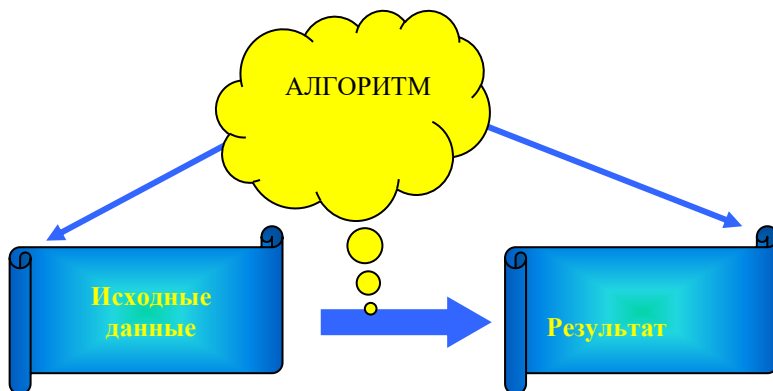 АЛГОРИТМ
Исходные
данные
Результат